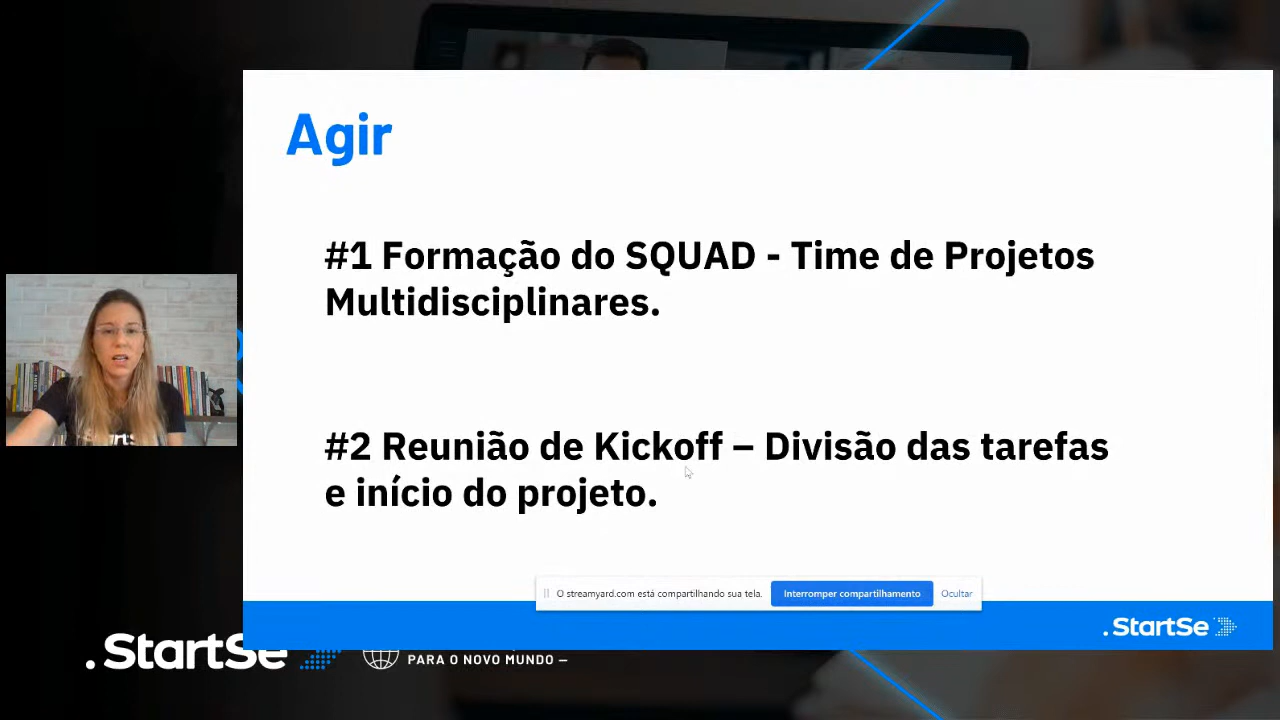 Agir
#1 Formação do SQUAD - Time de Projetos
Multidisciplinares.
#2 Reunião de Kickoff – Divisão das tarefas
e início do projeto.
O streamyard.com está compartilhando sua tela. Interromper compartilhamento Ocultar
.StartSe
.StartSe
PARA O NOVO MUNDO –